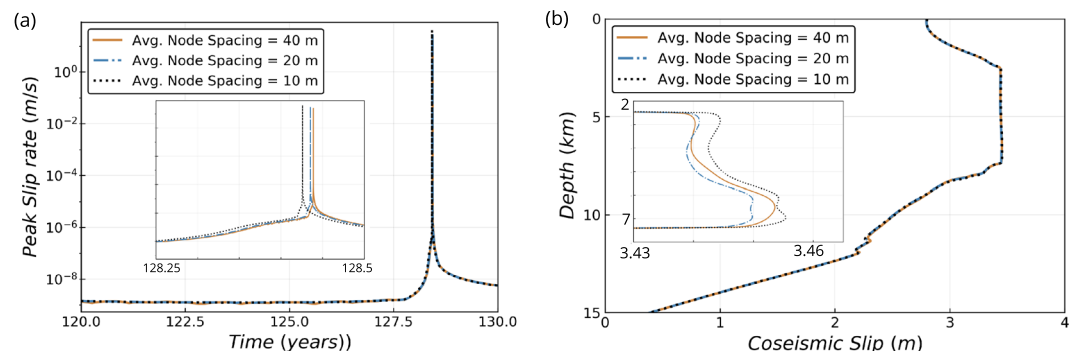 (a)
Peak Slip rate (m/s)
10⁰
10⁻²
10⁻⁴
10⁻⁶
10⁻⁸
Avg. Node Spacing = 40 m
Avg. Node Spacing = 20 m
Avg. Node Spacing = 10 m
128.25
128.5
120.0
122.5
125.0
127.5
130.0
Time (years))
(b)
Depth (km)
0
5
10
15
Avg. Node Spacing = 40 m
Avg. Node Spacing = 20 m
Avg. Node Spacing = 10 m
2
7
3.43
3.46
0
1
2
3
4
Coseismic Slip (m)